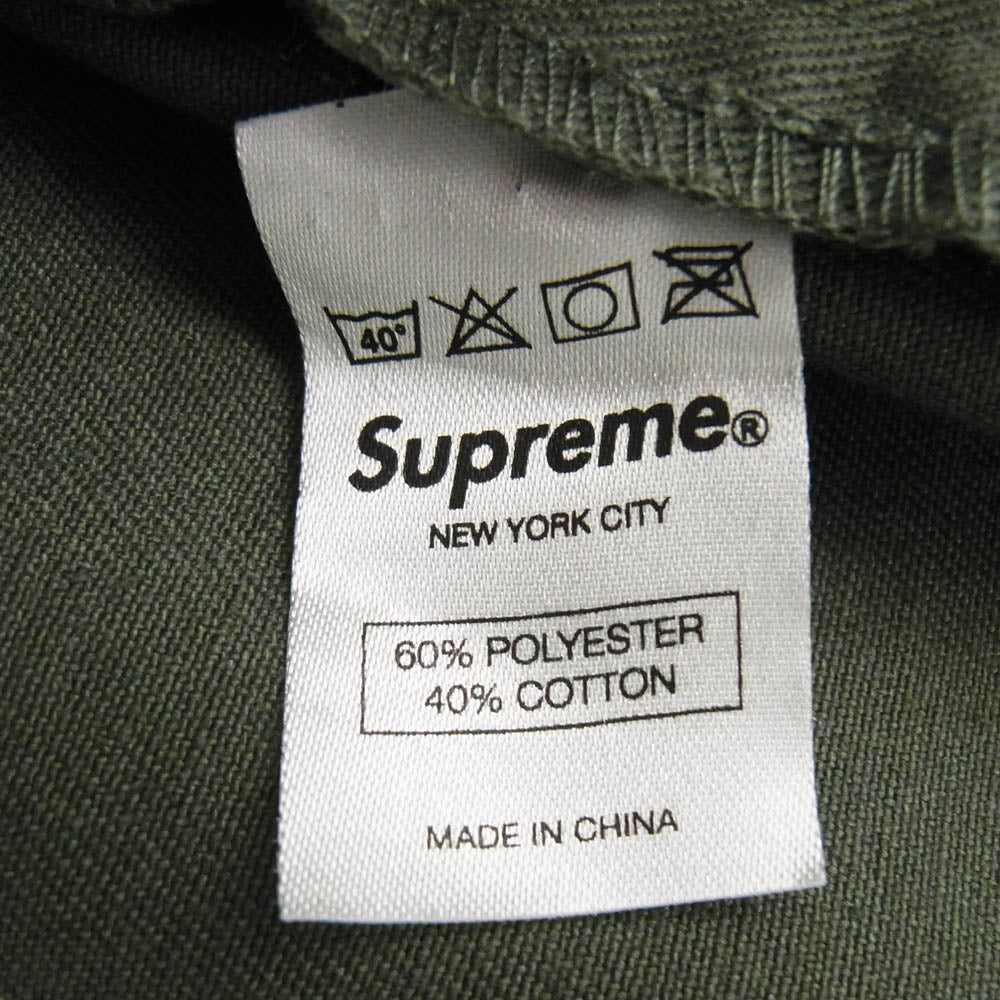 40°
Supreme®
NEW YORK CITY
60% POLYESTER
40% COTTON
MADE IN CHINA